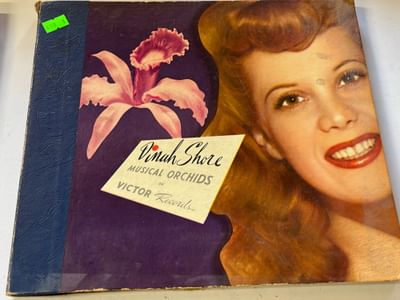 Dinah Shore
MUSICAL ORCHIDS
on
VICTOR Records